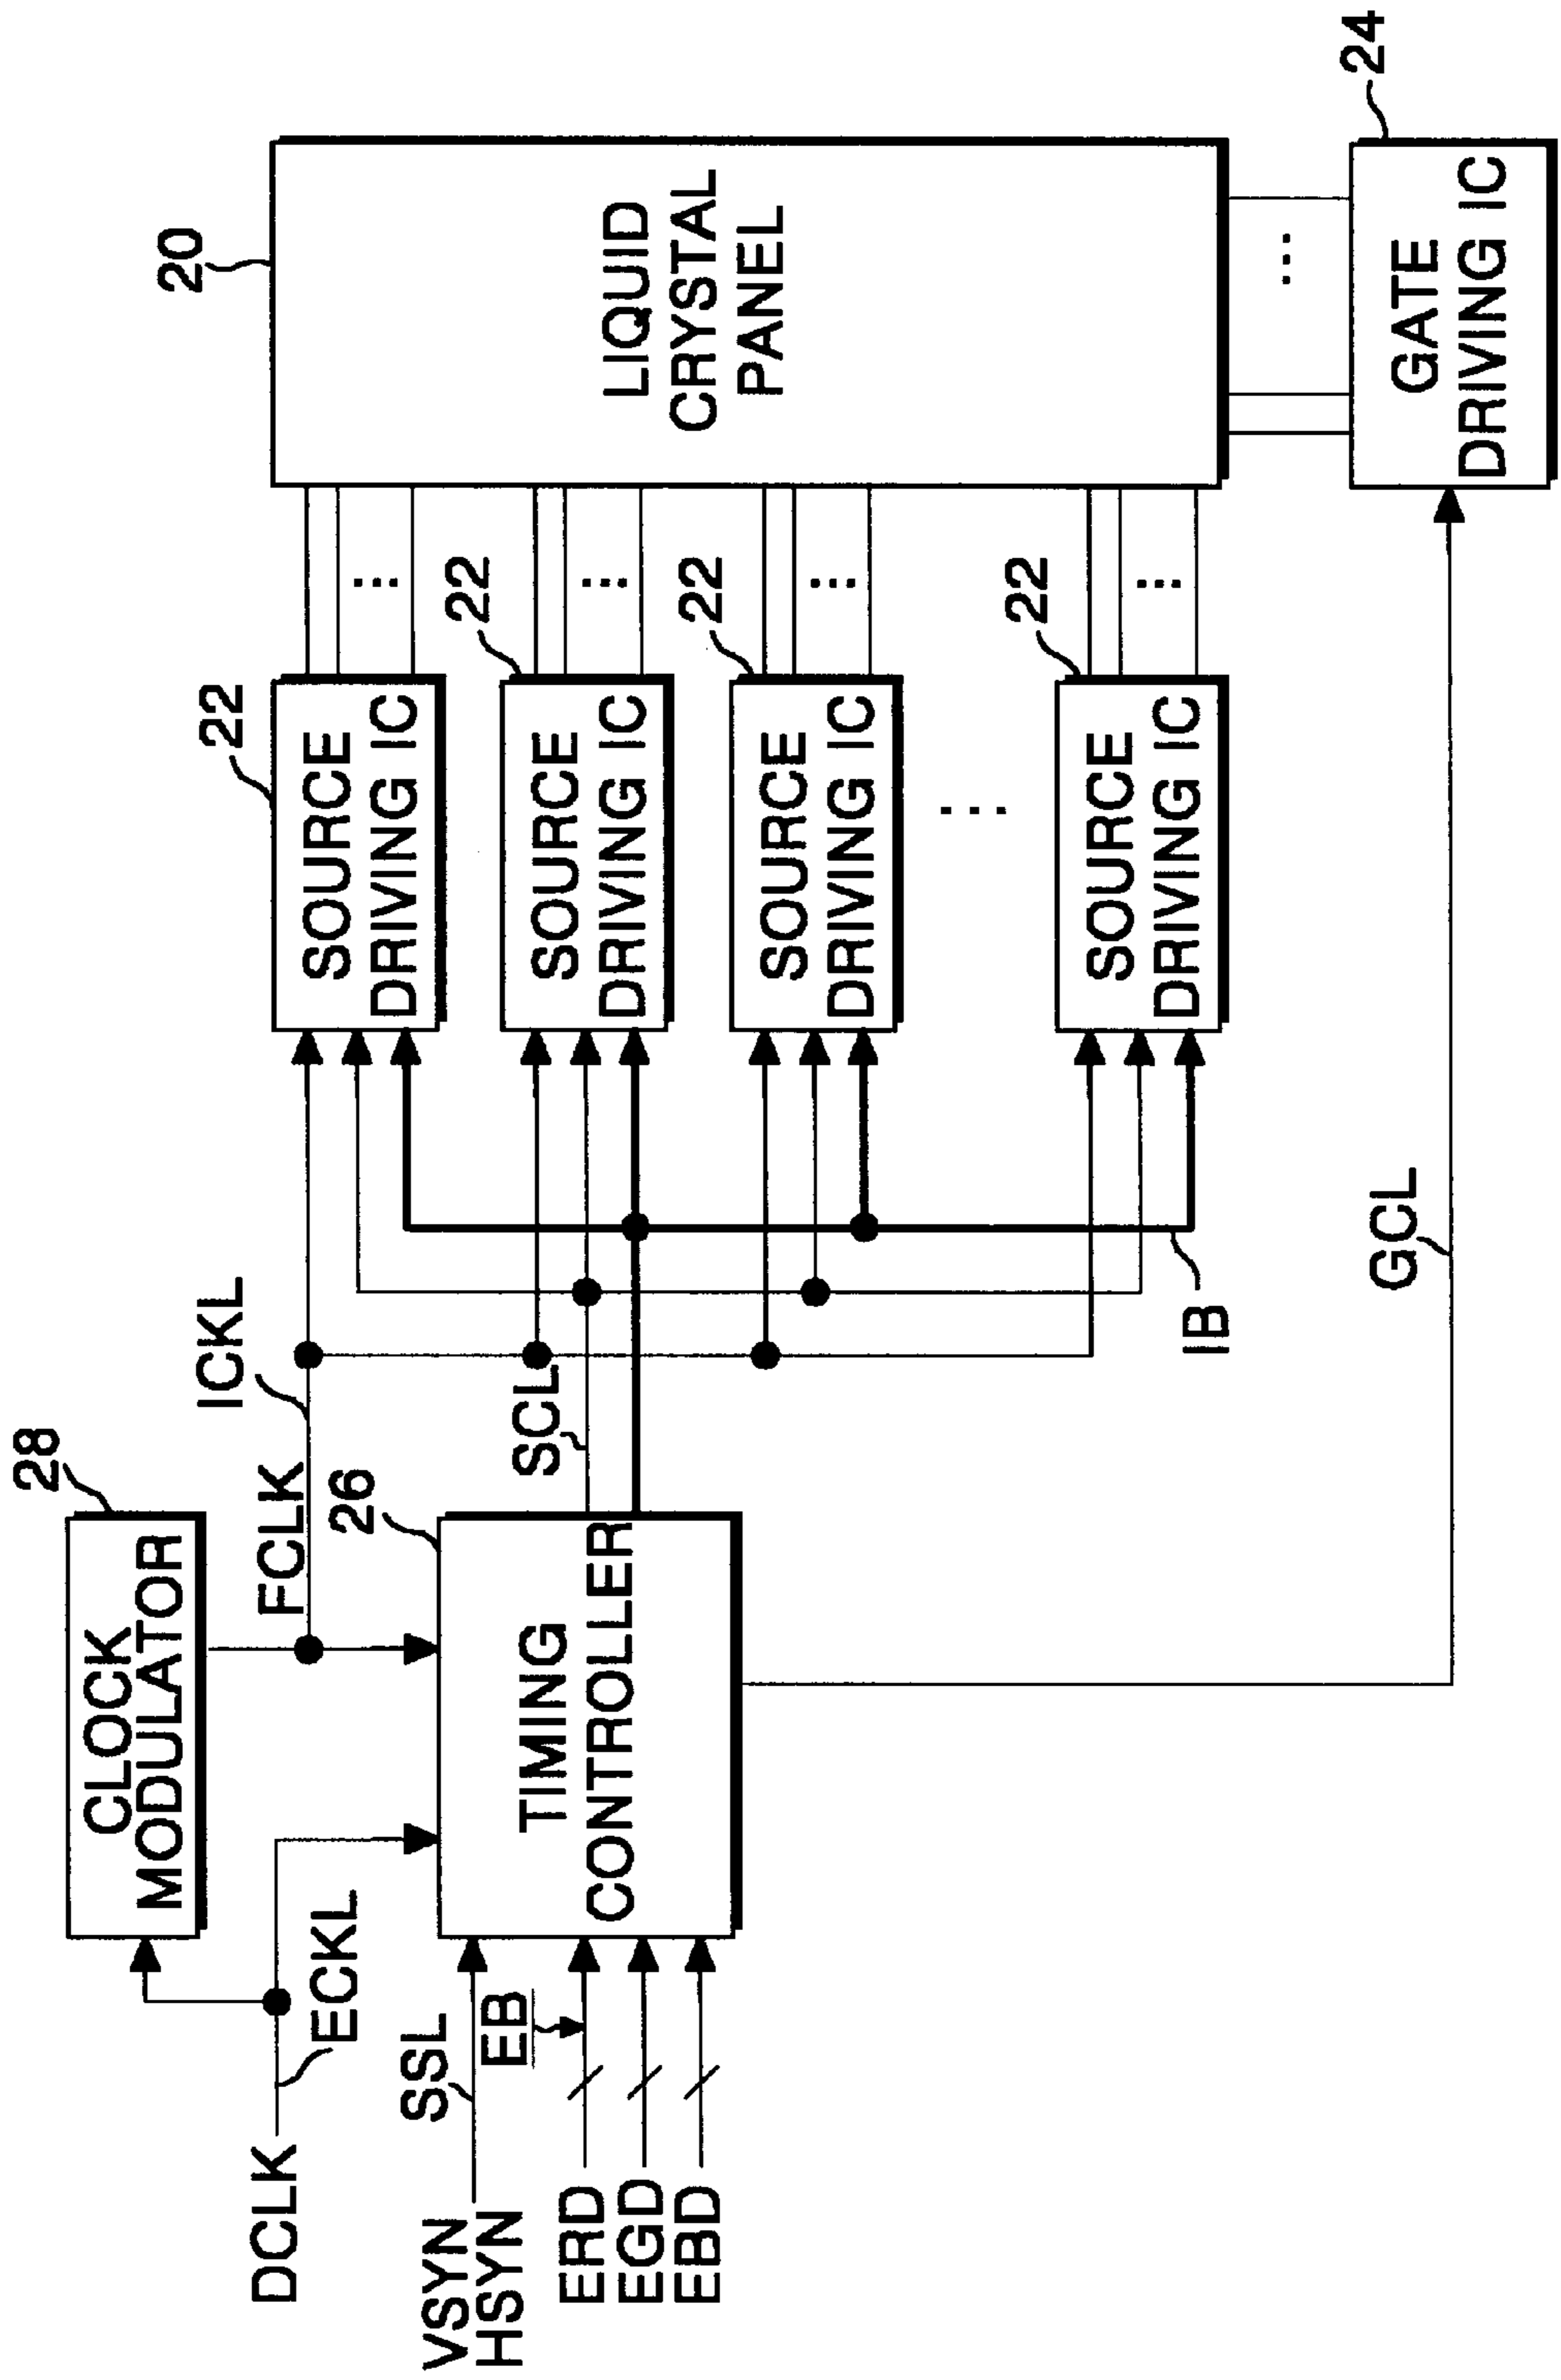 28
CLOCK
MODULATOR
DCLK
ECKL
FCLK
ICKL
26
TIMING
CONTROLLER
VSYN
HSYN
SSL
EB
ERD
EGD
EBD
SCL
IB
GCL
22
SOURCE
DRIVING IC
22
SOURCE
DRIVING IC
22
SOURCE
DRIVING IC
22
SOURCE
DRIVING IC
20
LIQUID
CRYSTAL
PANEL
24
GATE
DRIVING IC